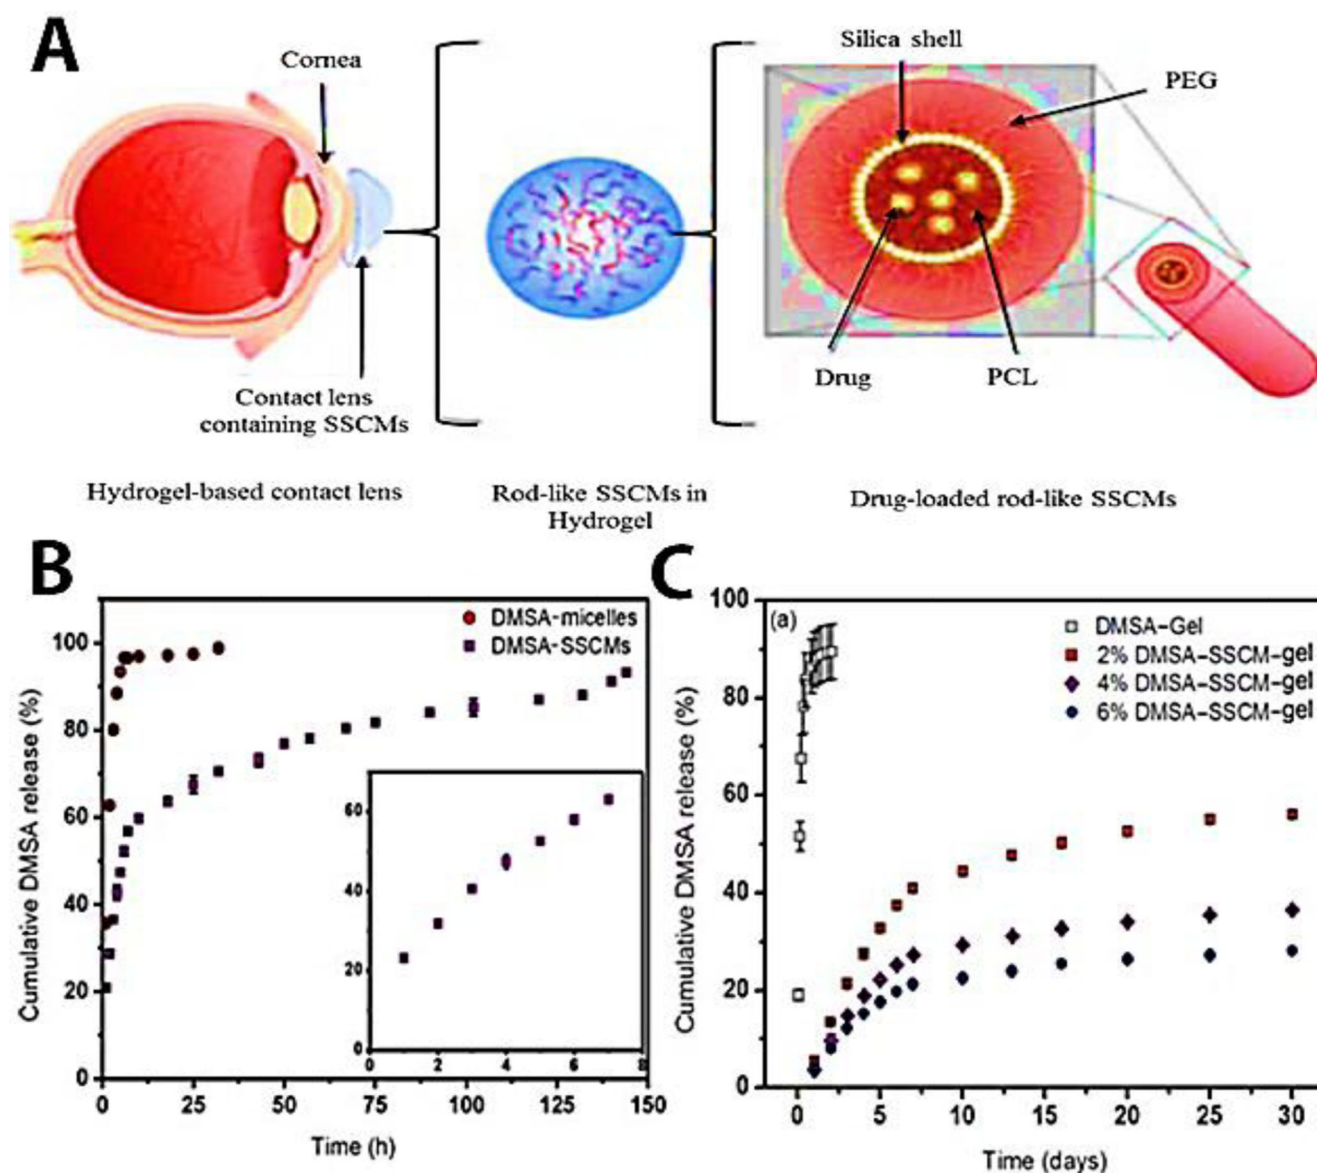 A
Cornea
Silica shell
PEG
Drug
PCL
Contact lens
containing SSCMs
Hydrogel-based contact lens
Rod-like SSCMs in
Hydrogel
Drug-loaded rod-like SSCMs
B
DMSA-micelles
DMSA-SSCMs
Cumulative DMSA release (%)
100
80
60
40
20
0
0 25 50 75 100 125 150
Time (h)
60
40
20
0
0 2 4 6 8
C
(a)
DMSA-Gel
2% DMSA-SSCM-gel
4% DMSA-SSCM-gel
6% DMSA-SSCM-gel
Cumulative DMSA release (%)
100
80
60
40
20
0
0 5 10 15 20 25 30
Time (days)